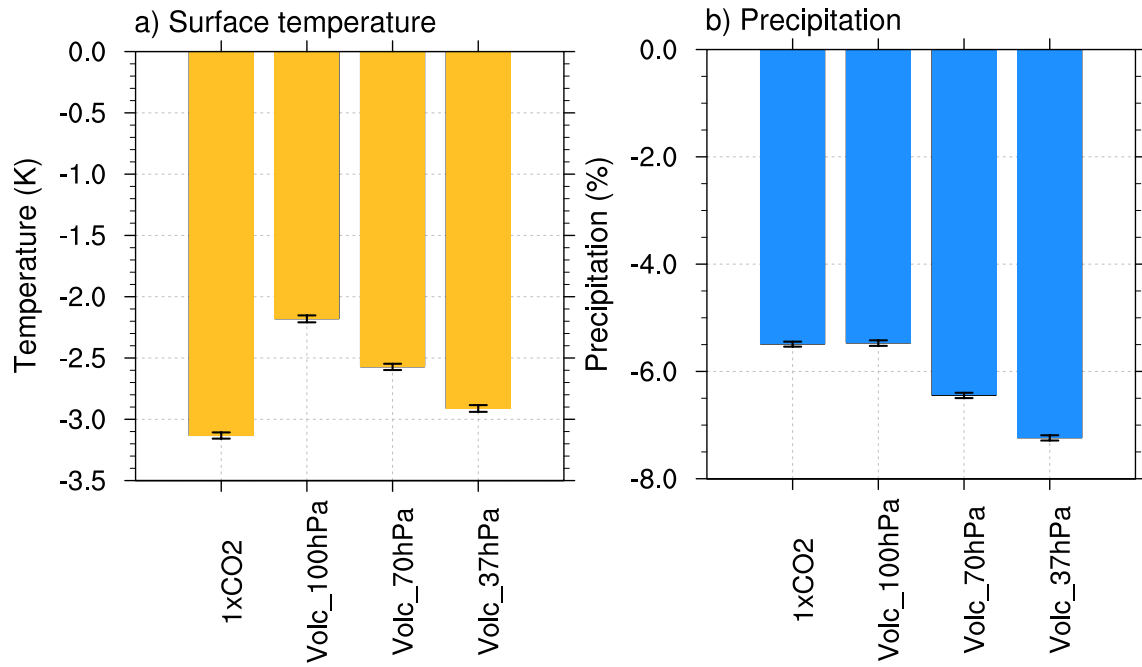 a) Surface temperature
Temperature (K)
0.0
-0.5
-1.0
-1.5
-2.0
-2.5
-3.0
-3.5
1xCO2
Volc_100hPa
Volc_70hPa
Volc_37hPa
b) Precipitation
Precipitation (%)
0.0
-2.0
-4.0
-6.0
-8.0
1xCO2
Volc_100hPa
Volc_70hPa
Volc_37hPa